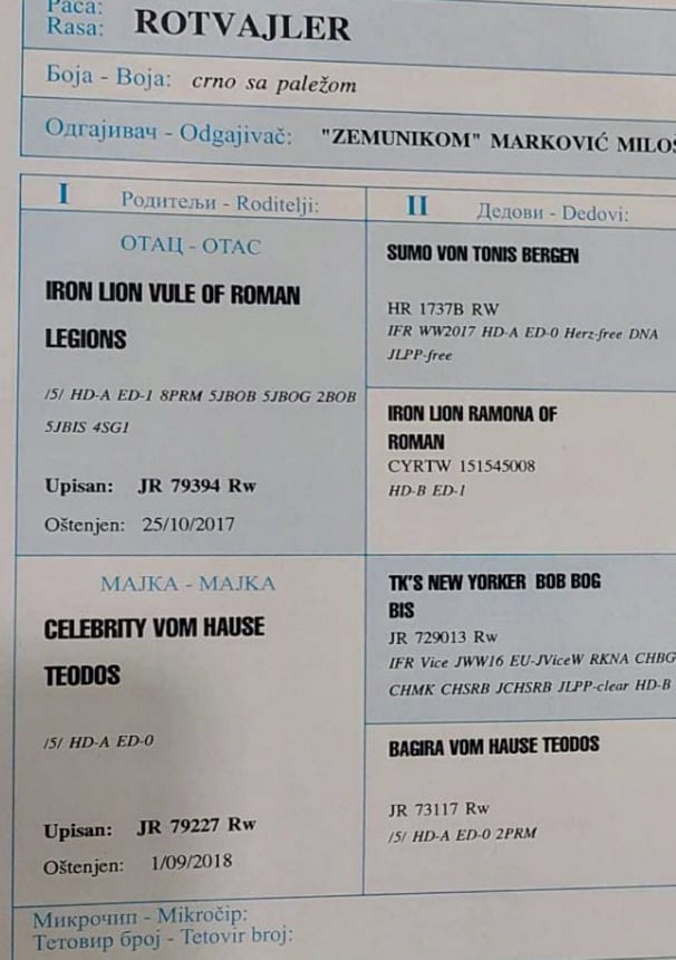 Раса:
Rasa: ROTVAJLER
Боја - Boja: crno sa paležom
Одгајивач - Odgajivač: "ZEMUNIKOM" MARKOVIĆ MILOŠ
I Родитељи - Roditelji:
ОТАЦ - OTAC
IRON LION VULE OF ROMAN
LEGIONS
/5/ HD-A ED-1 8PRM 5JBOB 5JBOG 2BOB
5JBIS 4SG1
Upisan: JR 79394 Rw
Oštenjen: 25/10/2017
МАЈКА - MAJKA
CELEBRITY VOM HAUSE
TEODOS
/5/ HD-A ED-0
Upisan: JR 79227 Rw
Oštenjen: 1/09/2018
II Дедови - Dedovi:
SUMO VON TONIS BERGEN
HR 1737B RW
IFR WW2017 HD-A ED-0 Herz-free DNA
JLPP-free
IRON LION RAMONA OF
ROMAN
CYRTW 151545008
HD-B ED-1
TK'S NEW YORKER BOB BOG
BIS
JR 729013 Rw
IFR Vice JWW16 EU-JViceW RKNA CHBG
CHMK CHSRB JCHSRB JLPP-clear HD-B
BAGIRA VOM HAUSE TEODOS
JR 73117 Rw
/5/ HD-A ED-0 2PRM
Микрочип - Mikročip:
Тетовир број - Tetovir broj: